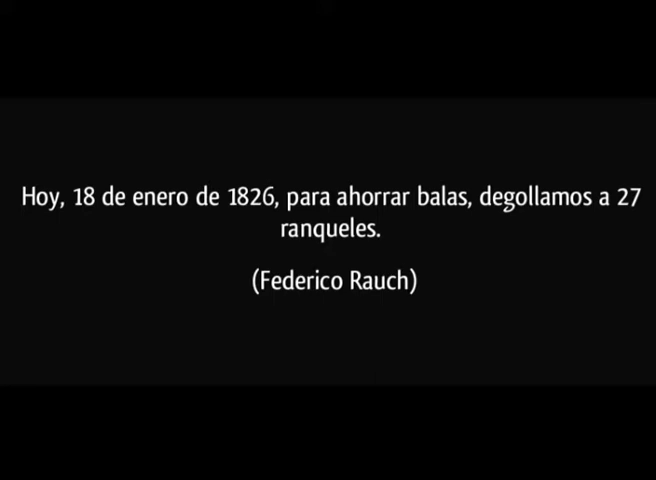 Hoy, 18 de enero de 1826, para ahorrar balas, degollamos a 27
ranqueles.
(Federico Rauch)